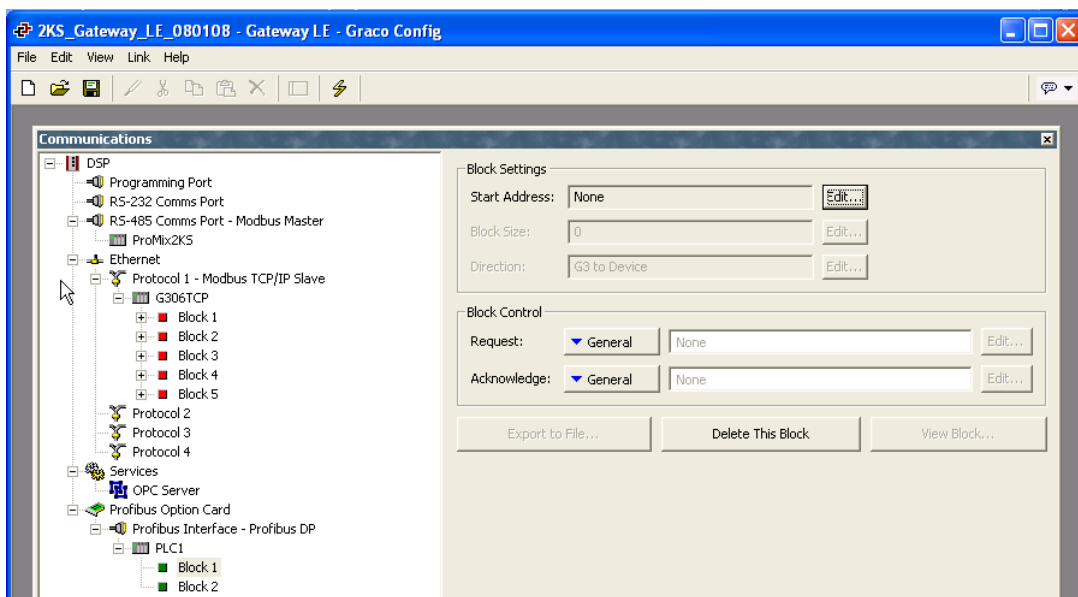 2KS_Gateway_LE_080108 - Gateway LE - Graco Config
File Edit View Link Help
Communications
DSP
Programming Port
RS-232 Comms Port
RS-485 Comms Port - Modbus Master
ProMix2KS
Ethernet
Protocol 1 - Modbus TCP/IP Slave
G306TCP
Block 1
Block 2
Block 3
Block 4
Block 5
Protocol 2
Protocol 3
Protocol 4
Services
OPC Server
Profibus Option Card
Profibus Interface - Profibus DP
PLC1
Block 1
Block 2
Block Settings
Start Address: None Edit...
Block Size: 0 Edit...
Direction: G3 to Device Edit...
Block Control
Request: General None Edit...
Acknowledge: General None Edit...
Export to File... Delete This Block View Block...